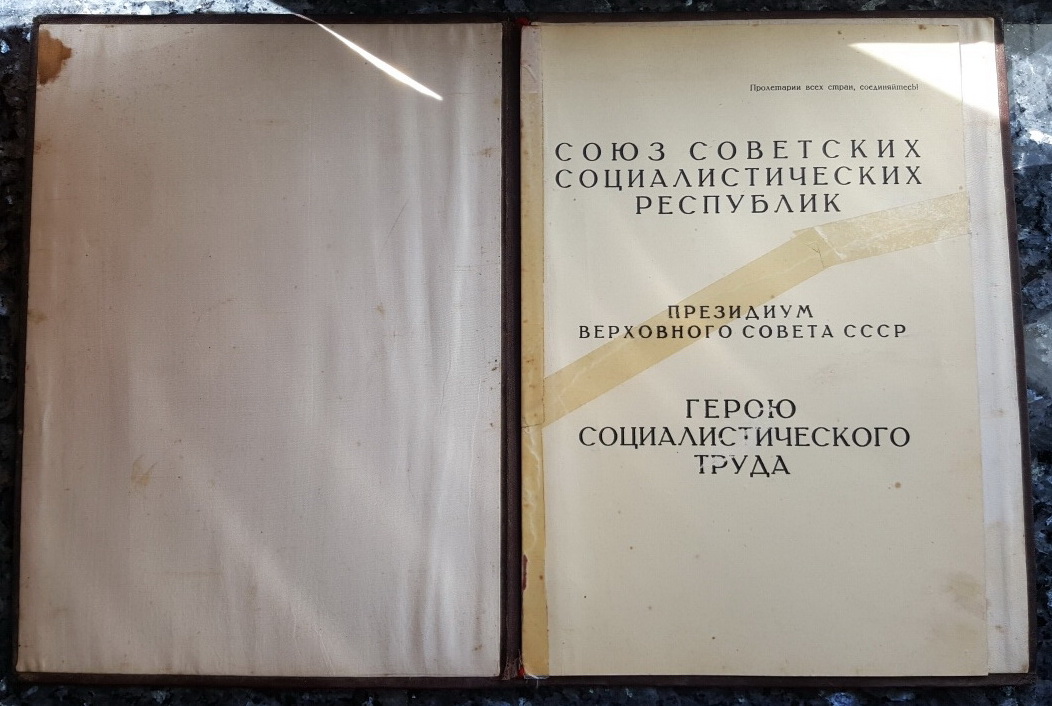 Пролетарии всех стран, соединяйтесь!
СОЮЗ СОВЕТСКИХ
СОЦИАЛИСТИЧЕСКИХ
РЕСПУБЛИК
ПРЕЗИДИУМ
ВЕРХОВНОГО СОВЕТА СССР
ГЕРОЮ
СОЦИАЛИСТИЧЕСКОГО
ТРУДА